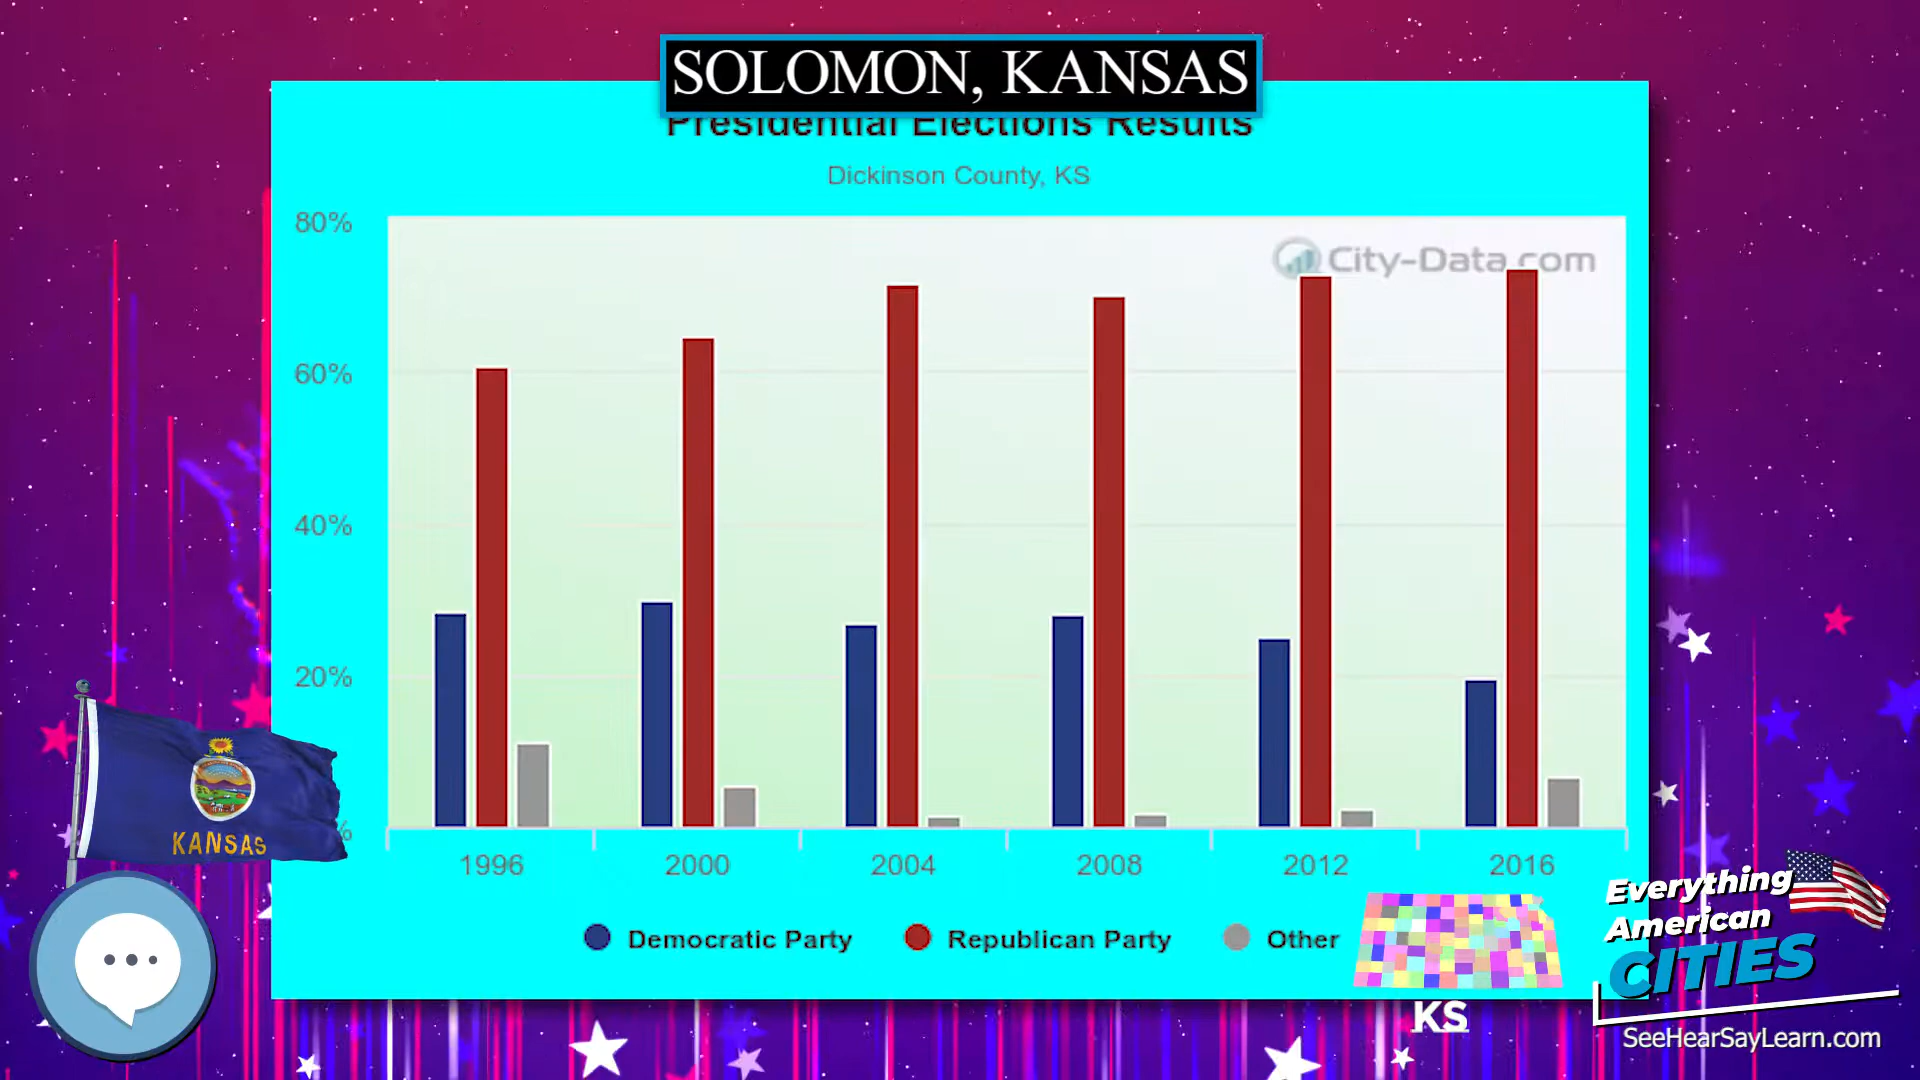 SOLOMON, KANSAS
Presidential Elections Results
Dickinson County, KS
80%
City-Data.com
60%
40%
20%
%
1996 2000 2004 2008 2012 2016
Democratic Party Republican Party Other
KANSAS
KS
Everything
American
CITIES
SeeHearSayLearn.com